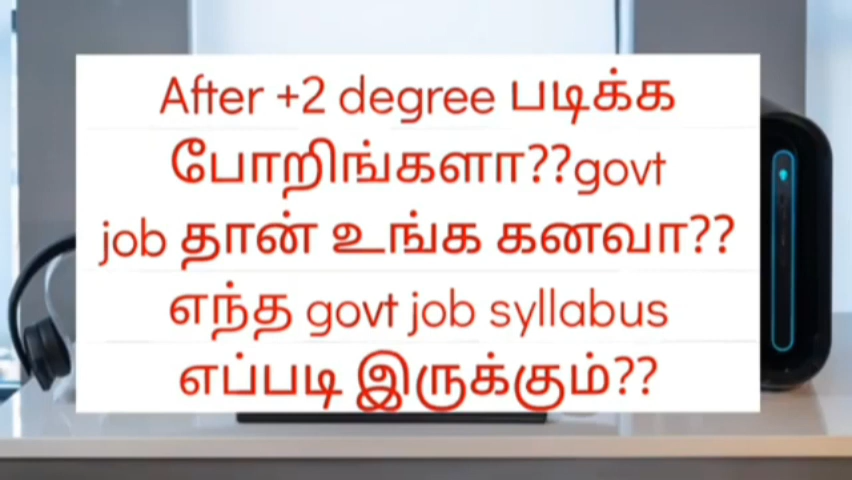 After +2 degree படிக்க
போறிங்களா??govt
job தான் உங்க கனவா??
எந்த govt job syllabus
எப்படி இருக்கும்??